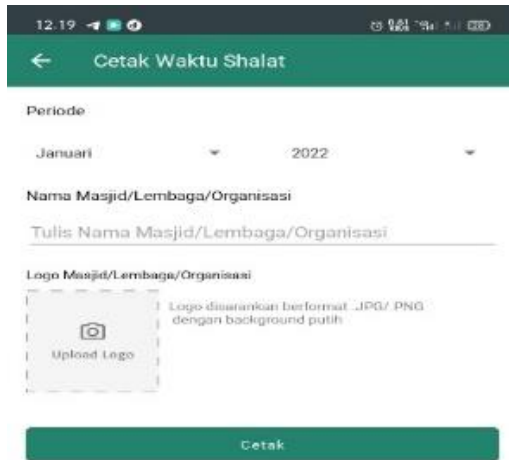 12.19
Cetak Waktu Shalat
Periode
Januari 2022
Nama Masjid/Lembaga/Organisasi
Tulis Nama Masjid/Lembaga/Organisasi
Logo Masjid/Lembaga/Organisasi
Logo disarankan berformat .JPG/.PNG
dengan background putih
Upload Logo
Cetak